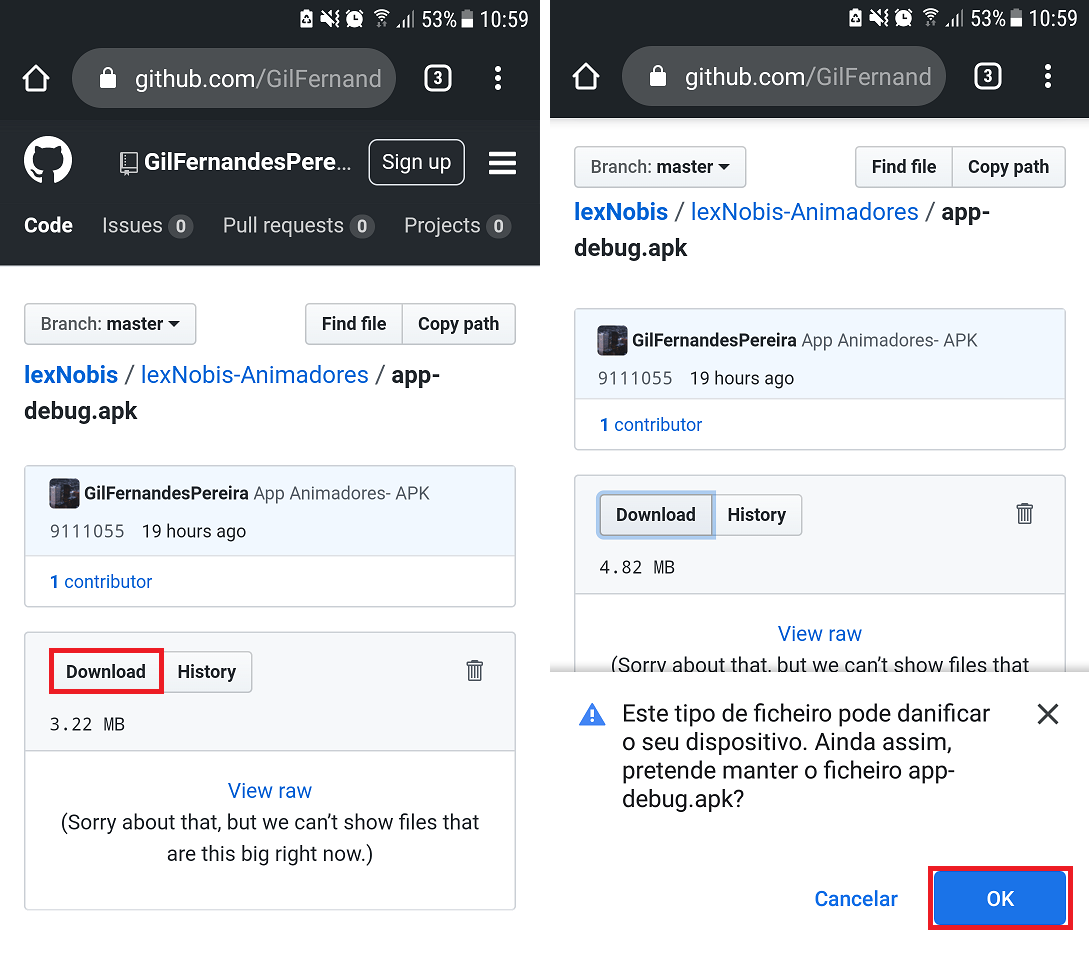 53% 10:59
github.com/GilFernand 3
GilFernandesPere... Sign up
Code Issues 0 Pull requests 0 Projects 0
Branch: master Find file Copy path
lexNobis / lexNobis-Animadores / app-
debug.apk
GilFernandesPereira App Animadores- APK
9111055 19 hours ago
1 contributor
Download History
3.22 MB
View raw
(Sorry about that, but we can’t show files that
are this big right now.)
53% 10:59
github.com/GilFernand 3
Branch: master Find file Copy path
lexNobis / lexNobis-Animadores / app-
debug.apk
GilFernandesPereira App Animadores- APK
9111055 19 hours ago
1 contributor
Download History
4.82 MB
View raw
(Sorry about that, but we can’t show files that
Este tipo de ficheiro pode danificar
o seu dispositivo. Ainda assim,
pretende manter o ficheiro app-
debug.apk?
Cancelar OK